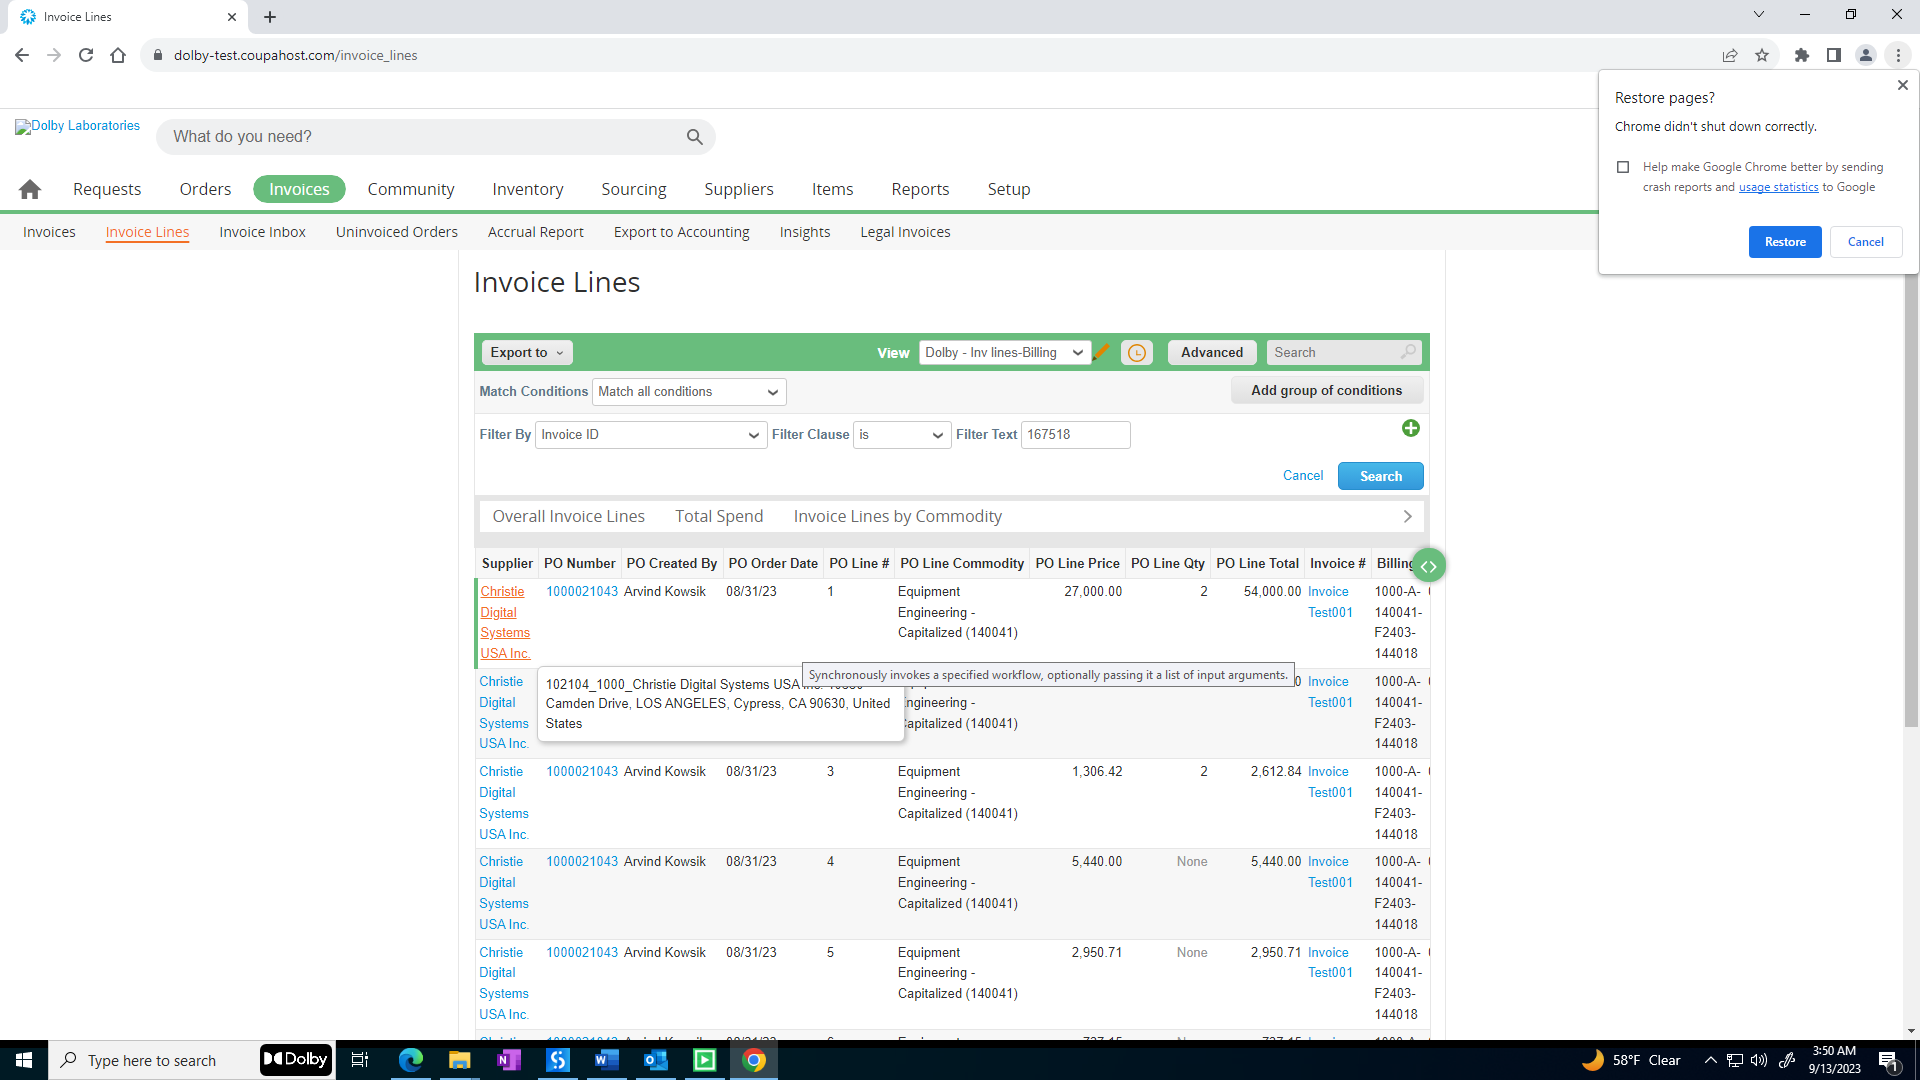 Invoice Lines
dolby-test.coupahost.com/invoice_lines
Restore pages?
Chrome didn't shut down correctly.
Help make Google Chrome better by sending
crash reports and usage statistics to Google
Restore Cancel
Dolby Laboratories
What do you need?
Requests Orders Invoices Community Inventory Sourcing Suppliers Items Reports Setup
Invoices Invoice Lines Invoice Inbox Uninvoiced Orders Accrual Report Export to Accounting Insights Legal Invoices
Invoice Lines
Export to View Dolby - Inv lines-Billing Advanced Search
Match Conditions Match all conditions Add group of conditions
Filter By Invoice ID Filter Clause is Filter Text 167518
Cancel Search
Overall Invoice Lines Total Spend Invoice Lines by Commodity
Supplier PO Number PO Created By PO Order Date PO Line # PO Line Commodity PO Line Price PO Line Qty PO Line Total Invoice # Billing
Christie 1000021043 Arvind Kowsik 08/31/23 1 Equipment 27,000.00 2 54,000.00 Invoice 1000-A-
Digital Engineering - Test001 140041-
Systems Capitalized (140041) F2403-
USA Inc. 144018
Synchronously invokes a specified workflow, optionally passing it a list of input arguments.
Christie 102104_1000_Christie Digital Systems USA Invoice 1000-A-
Digital Camden Drive, LOS ANGELES, Cypress, CA 90630, United ngineering - Test001 140041-
Systems States apitalized (140041) F2403-
USA Inc. 144018
Christie 1000021043 Arvind Kowsik 08/31/23 3 Equipment 1,306.42 2 2,612.84 Invoice 1000-A-
Digital Engineering - Test001 140041-
Systems Capitalized (140041) F2403-
USA Inc. 144018
Christie 1000021043 Arvind Kowsik 08/31/23 4 Equipment 5,440.00 None 5,440.00 Invoice 1000-A-
Digital Engineering - Test001 140041-
Systems Capitalized (140041) F2403-
USA Inc. 144018
Christie 1000021043 Arvind Kowsik 08/31/23 5 Equipment 2,950.71 None 2,950.71 Invoice 1000-A-
Digital Engineering - Test001 140041-
Systems Capitalized (140041) F2403-
USA Inc. 144018
Type here to search Dolby 58°F Clear 3:50 AM
9/13/2023 1